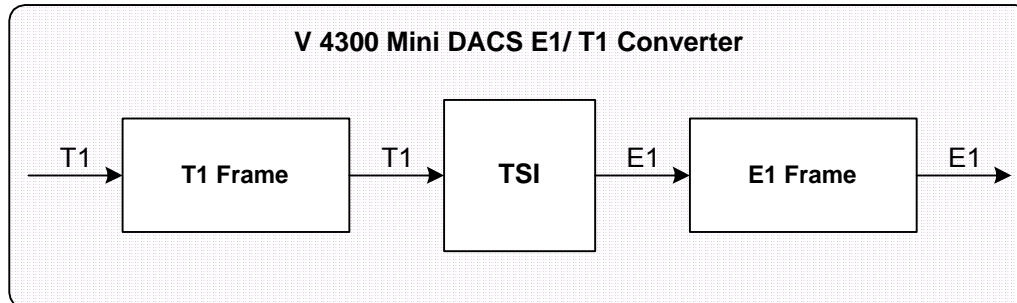 V 4300 Mini DACS E1/ T1 Converter
T1
T1 Frame
T1
TSI
E1
E1 Frame
E1